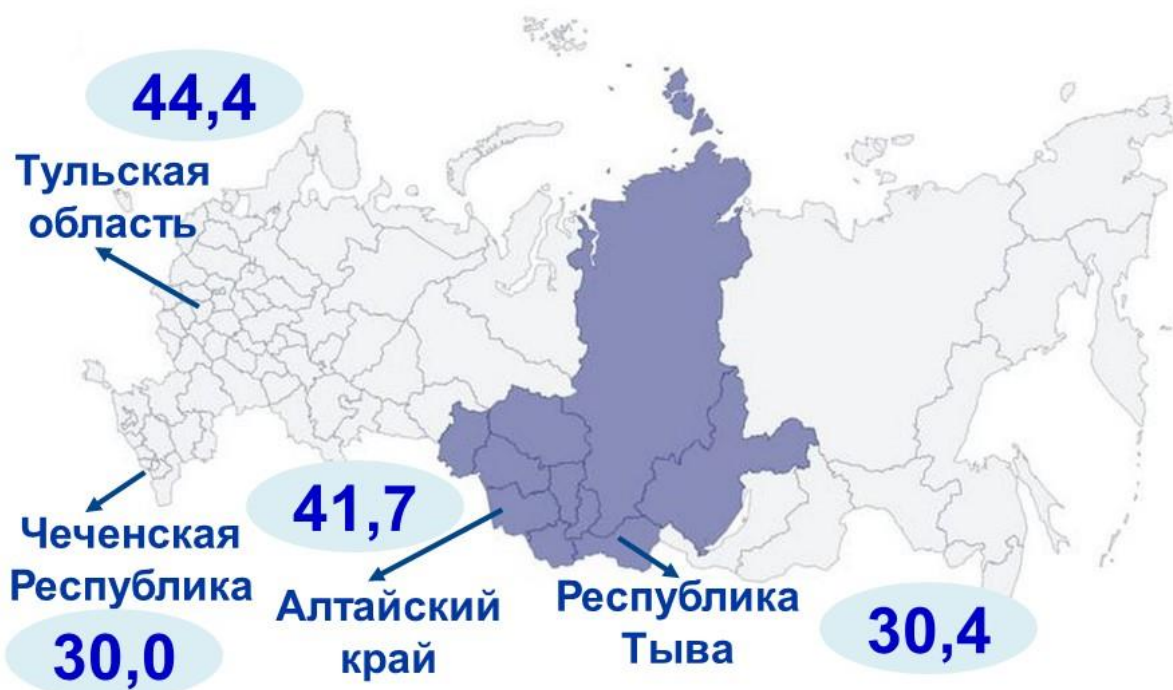 44,4
Тульская
область
41,7
Чеченская
Республика
30,0
Алтайский
край
Республика
Тыва
30,4